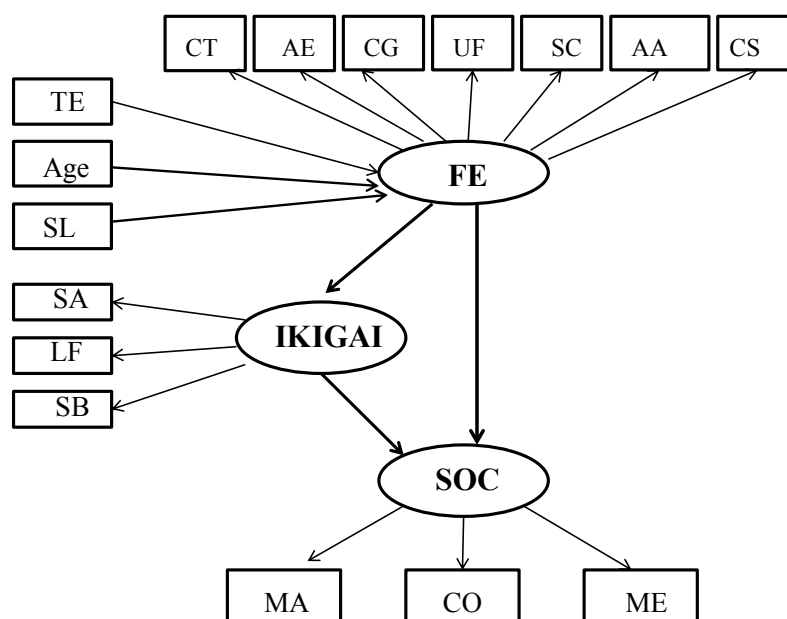 CT AE CG UF SC AA CS
TE
Age
FE
SL
SA
IKIGAI
LF
SB
SOC
MA CO ME